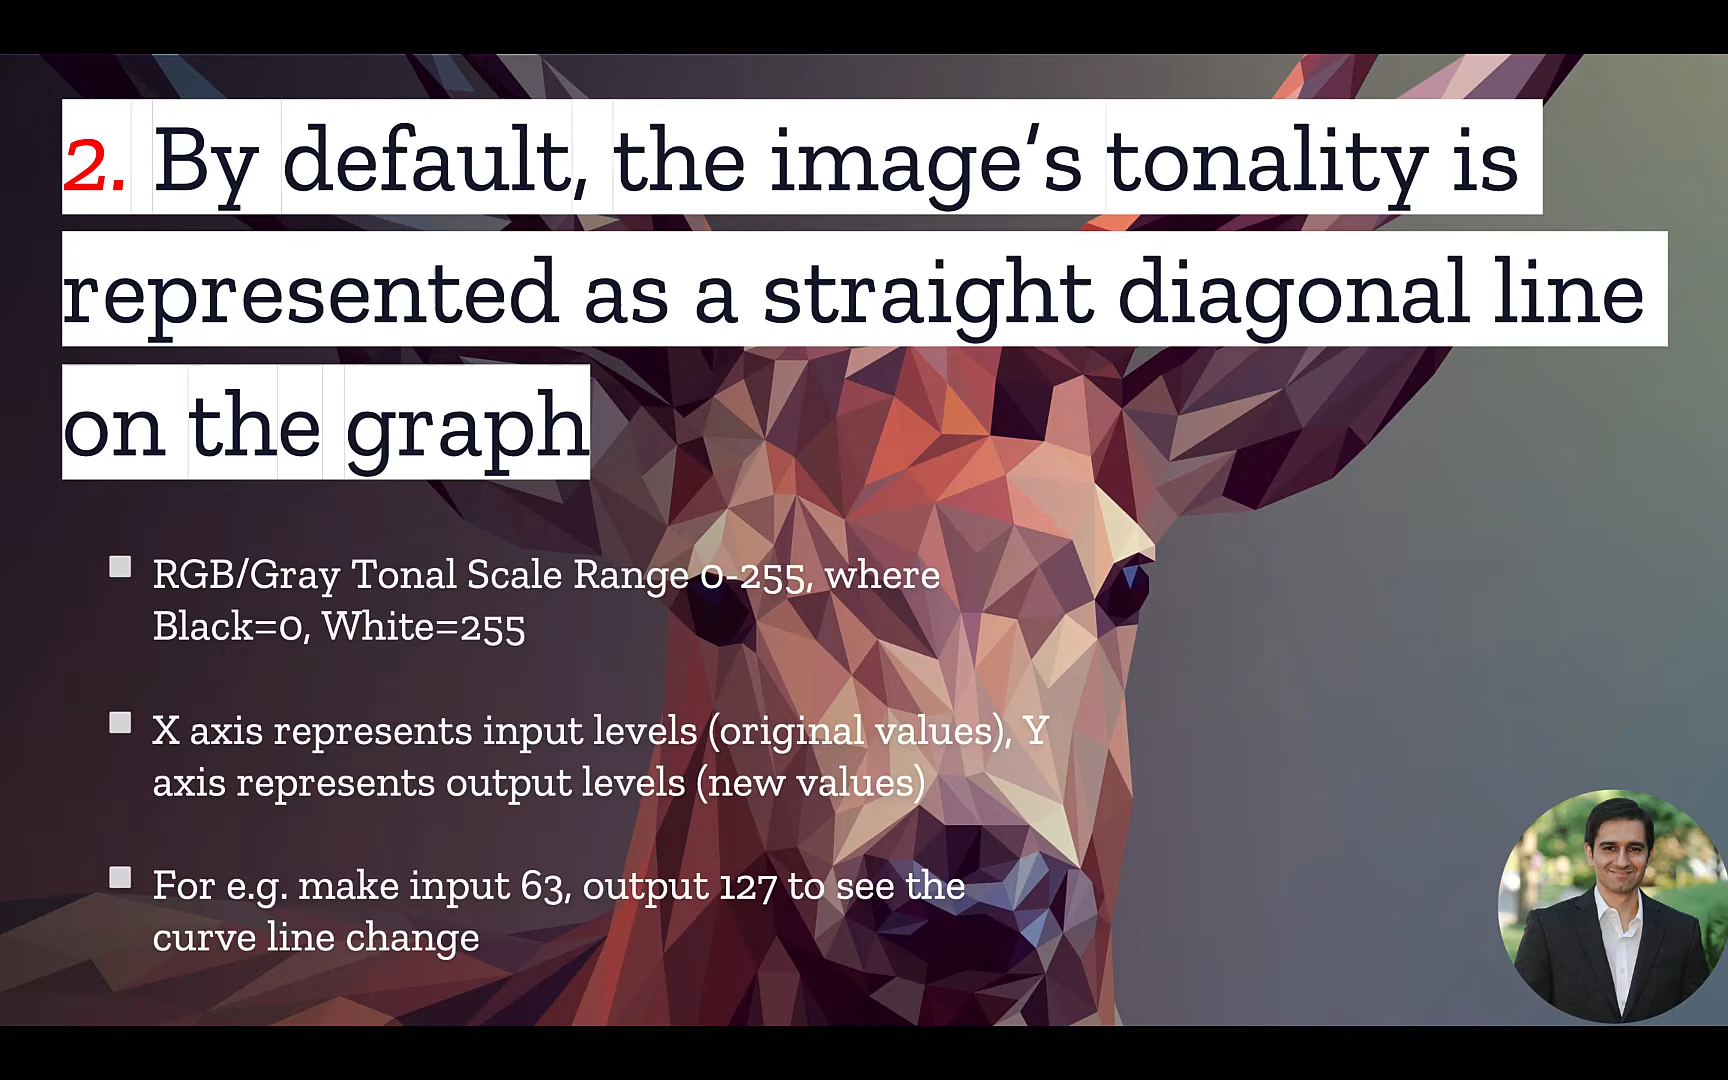 2. By default, the image’s tonality is
represented as a straight diagonal line
on the graph
RGB/Gray Tonal Scale Range 0-255, where
Black=0, White=255
X axis represents input levels (original values), Y
axis represents output levels (new values)
For e.g. make input 63, output 127 to see the
curve line change